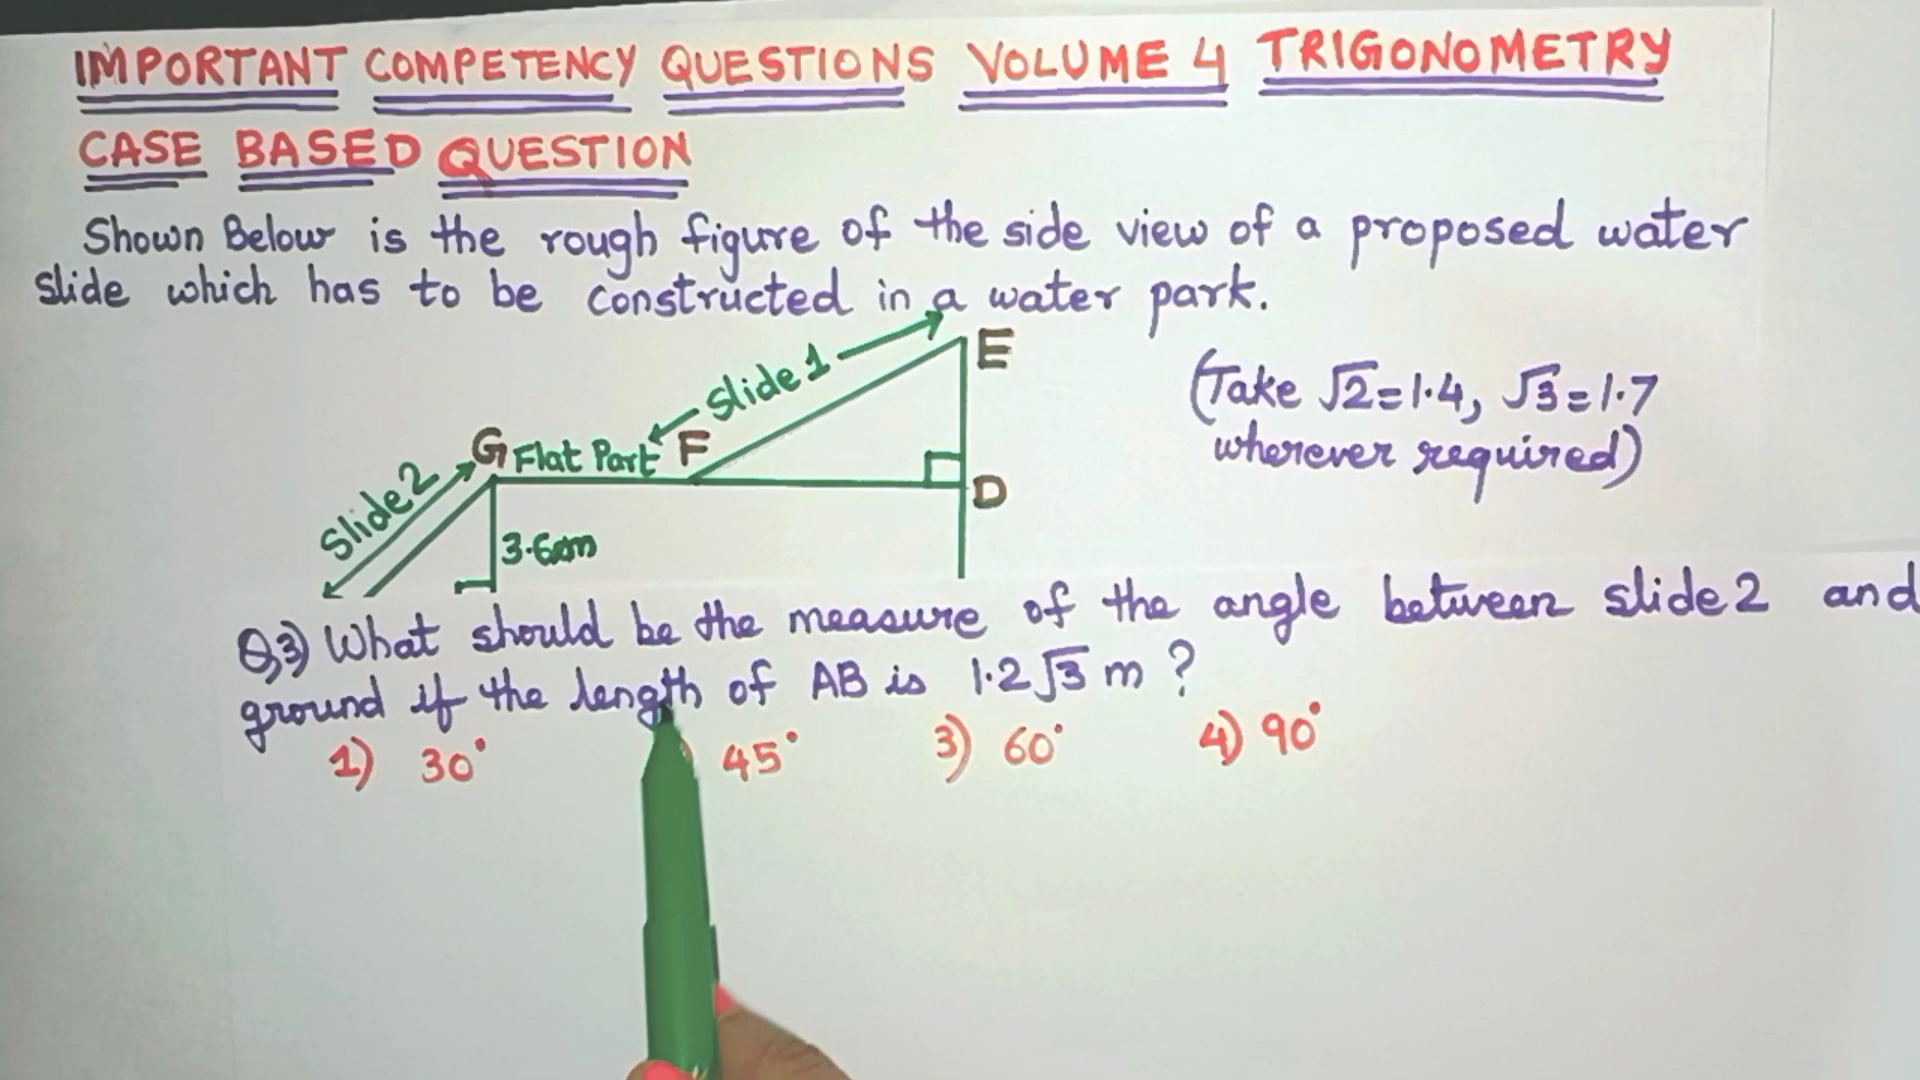 IMPORTANT COMPETENCY QUESTIONS VOLUME 4 TRIGONOMETRY
CASE BASED QUESTION
Shown Below is the rough figure of the side view of a proposed water
slide which has to be constructed in a water park.
Slide 1
E
(Take √2=1.4, √3=1.7
wherever required)
G Flat Part F
Slide 2
D
3.6m
Q3) What should be the measure of the angle between slide 2 and
ground if the length of AB is 1.2√3 m ?
1) 30° ) 45° 3) 60° 4) 90°